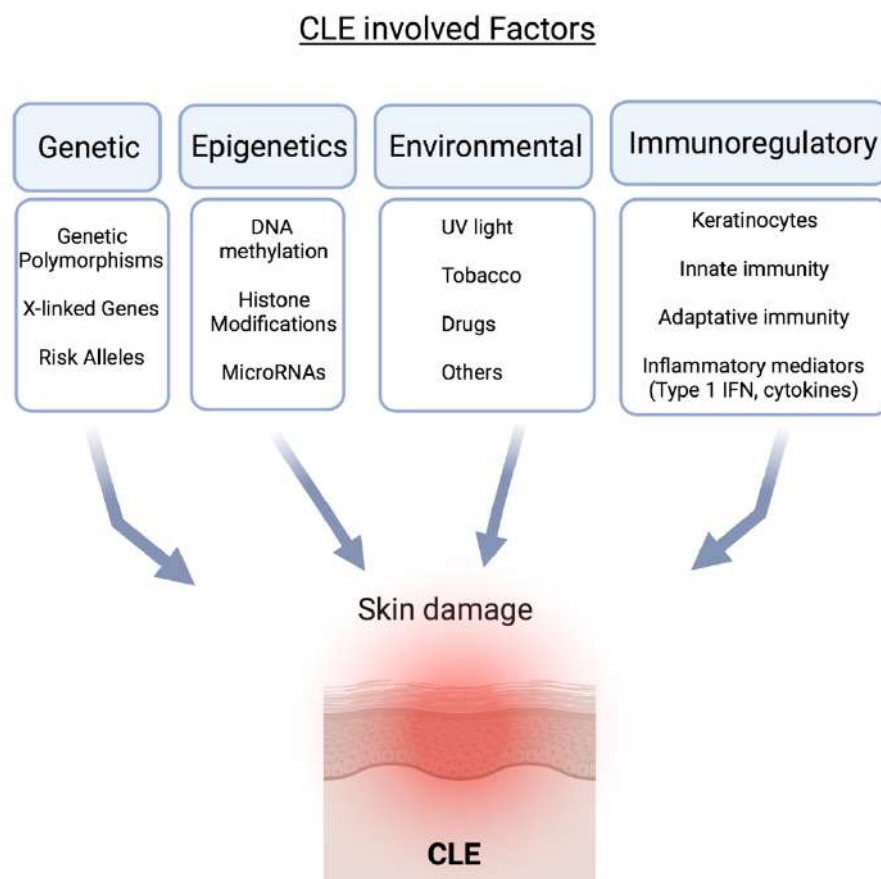 CLE involved Factors
Genetic
Epigenetics
Environmental
Immunoregulatory
Genetic
Polymorphisms
X-linked Genes
Risk Alleles
DNA
methylation
Histone
Modifications
MicroRNAs
UV light
Tobacco
Drugs
Others
Keratinocytes
Innate immunity
Adaptative immunity
Inflammatory mediators
(Type 1 IFN, cytokines)
Skin damage
CLE